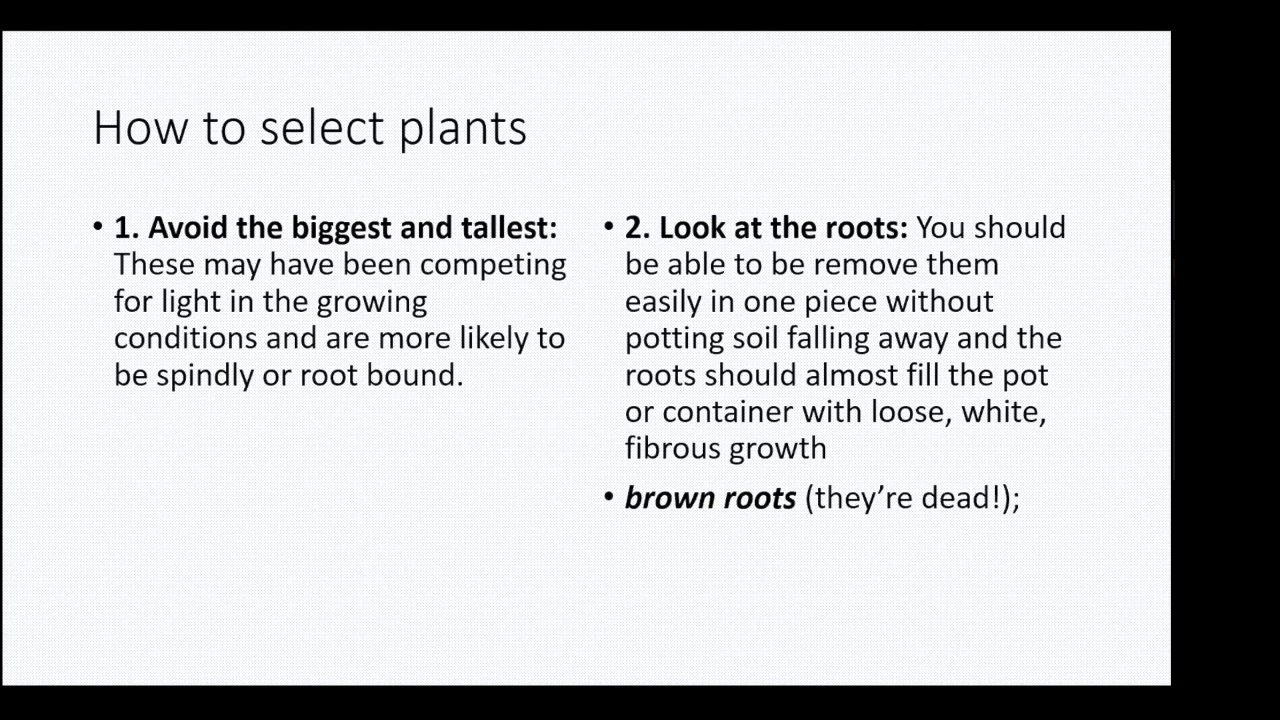 How to select plants
• 1. Avoid the biggest and tallest:
These may have been competing
for light in the growing
conditions and are more likely to
be spindly or root bound.
• 2. Look at the roots: You should
be able to be remove them
easily in one piece without
potting soil falling away and the
roots should almost fill the pot
or container with loose, white,
fibrous growth
• brown roots (they’re dead!);